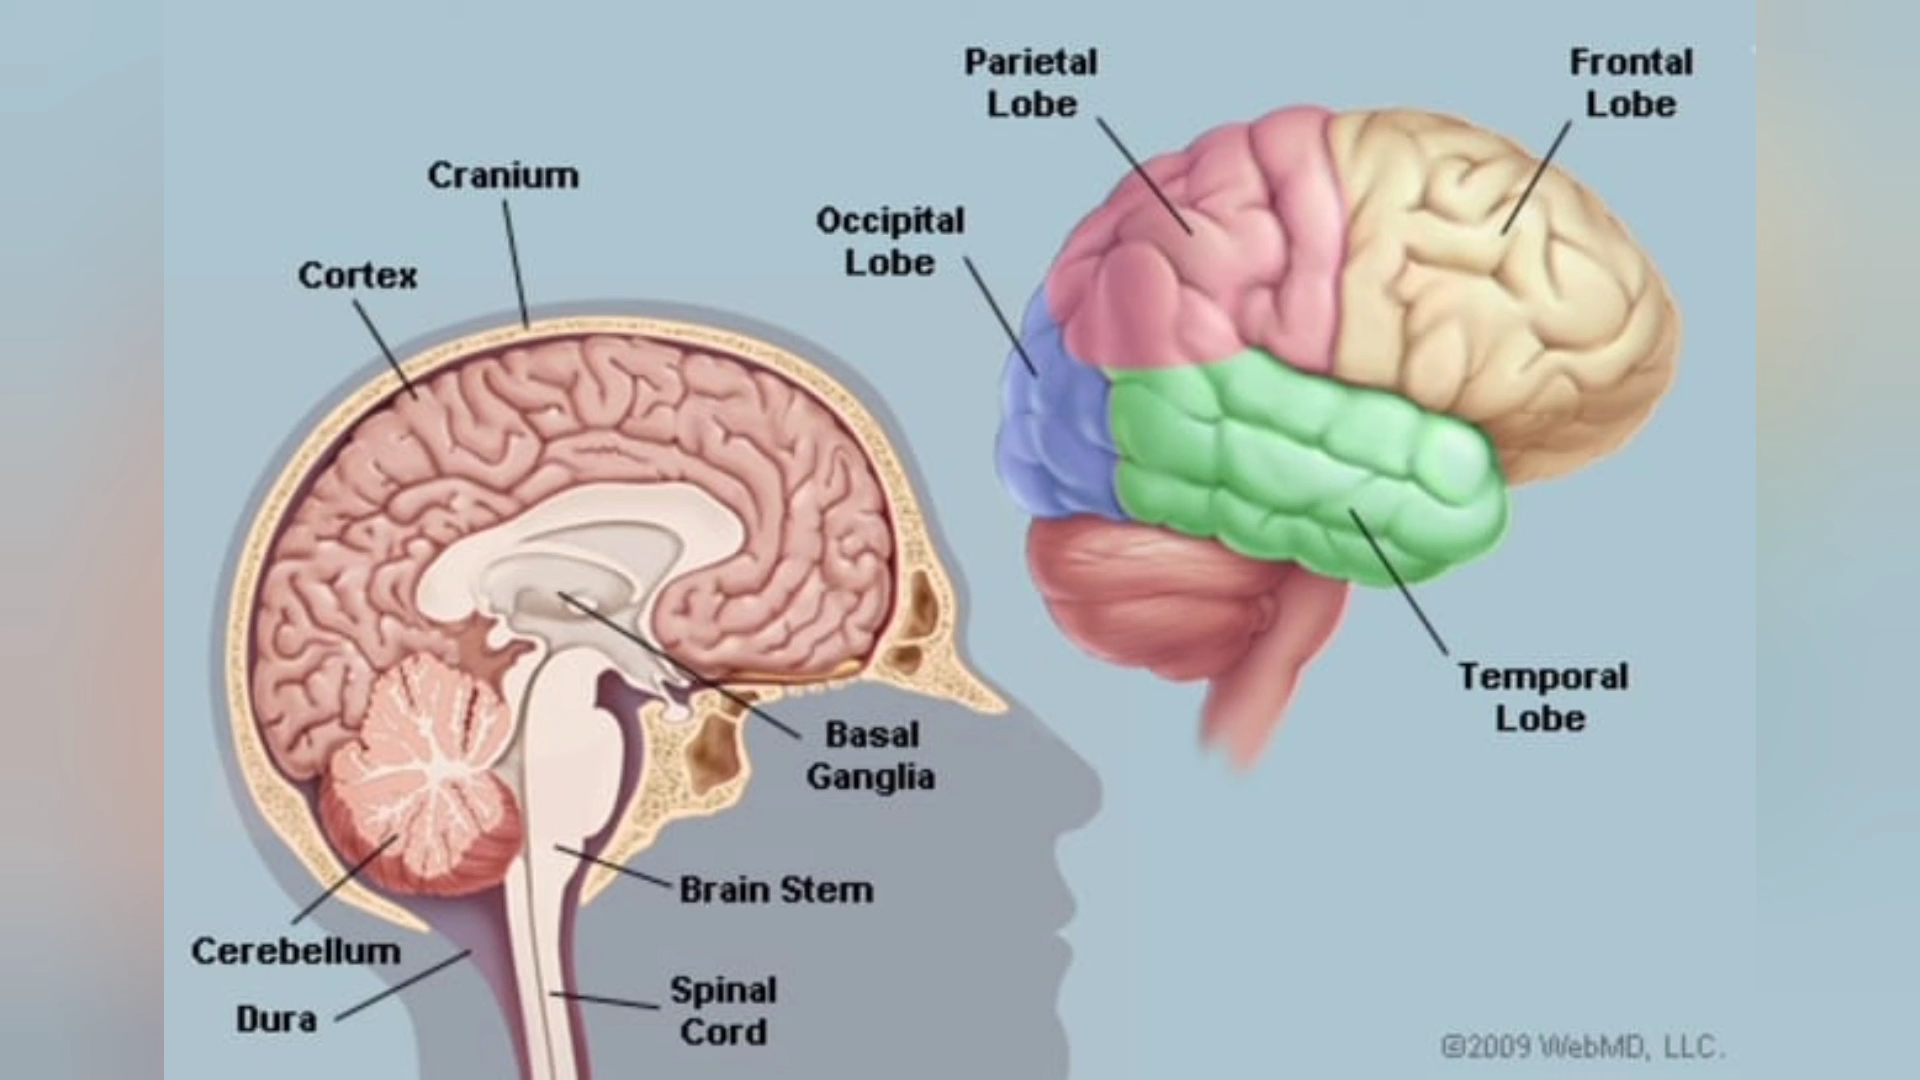 Parietal
Lobe
Frontal
Lobe
Cranium
Occipital
Lobe
Cortex
Temporal
Lobe
Basal
Ganglia
Brain Stem
Cerebellum
Spinal
Cord
Dura
©2009 WebMD, LLC.